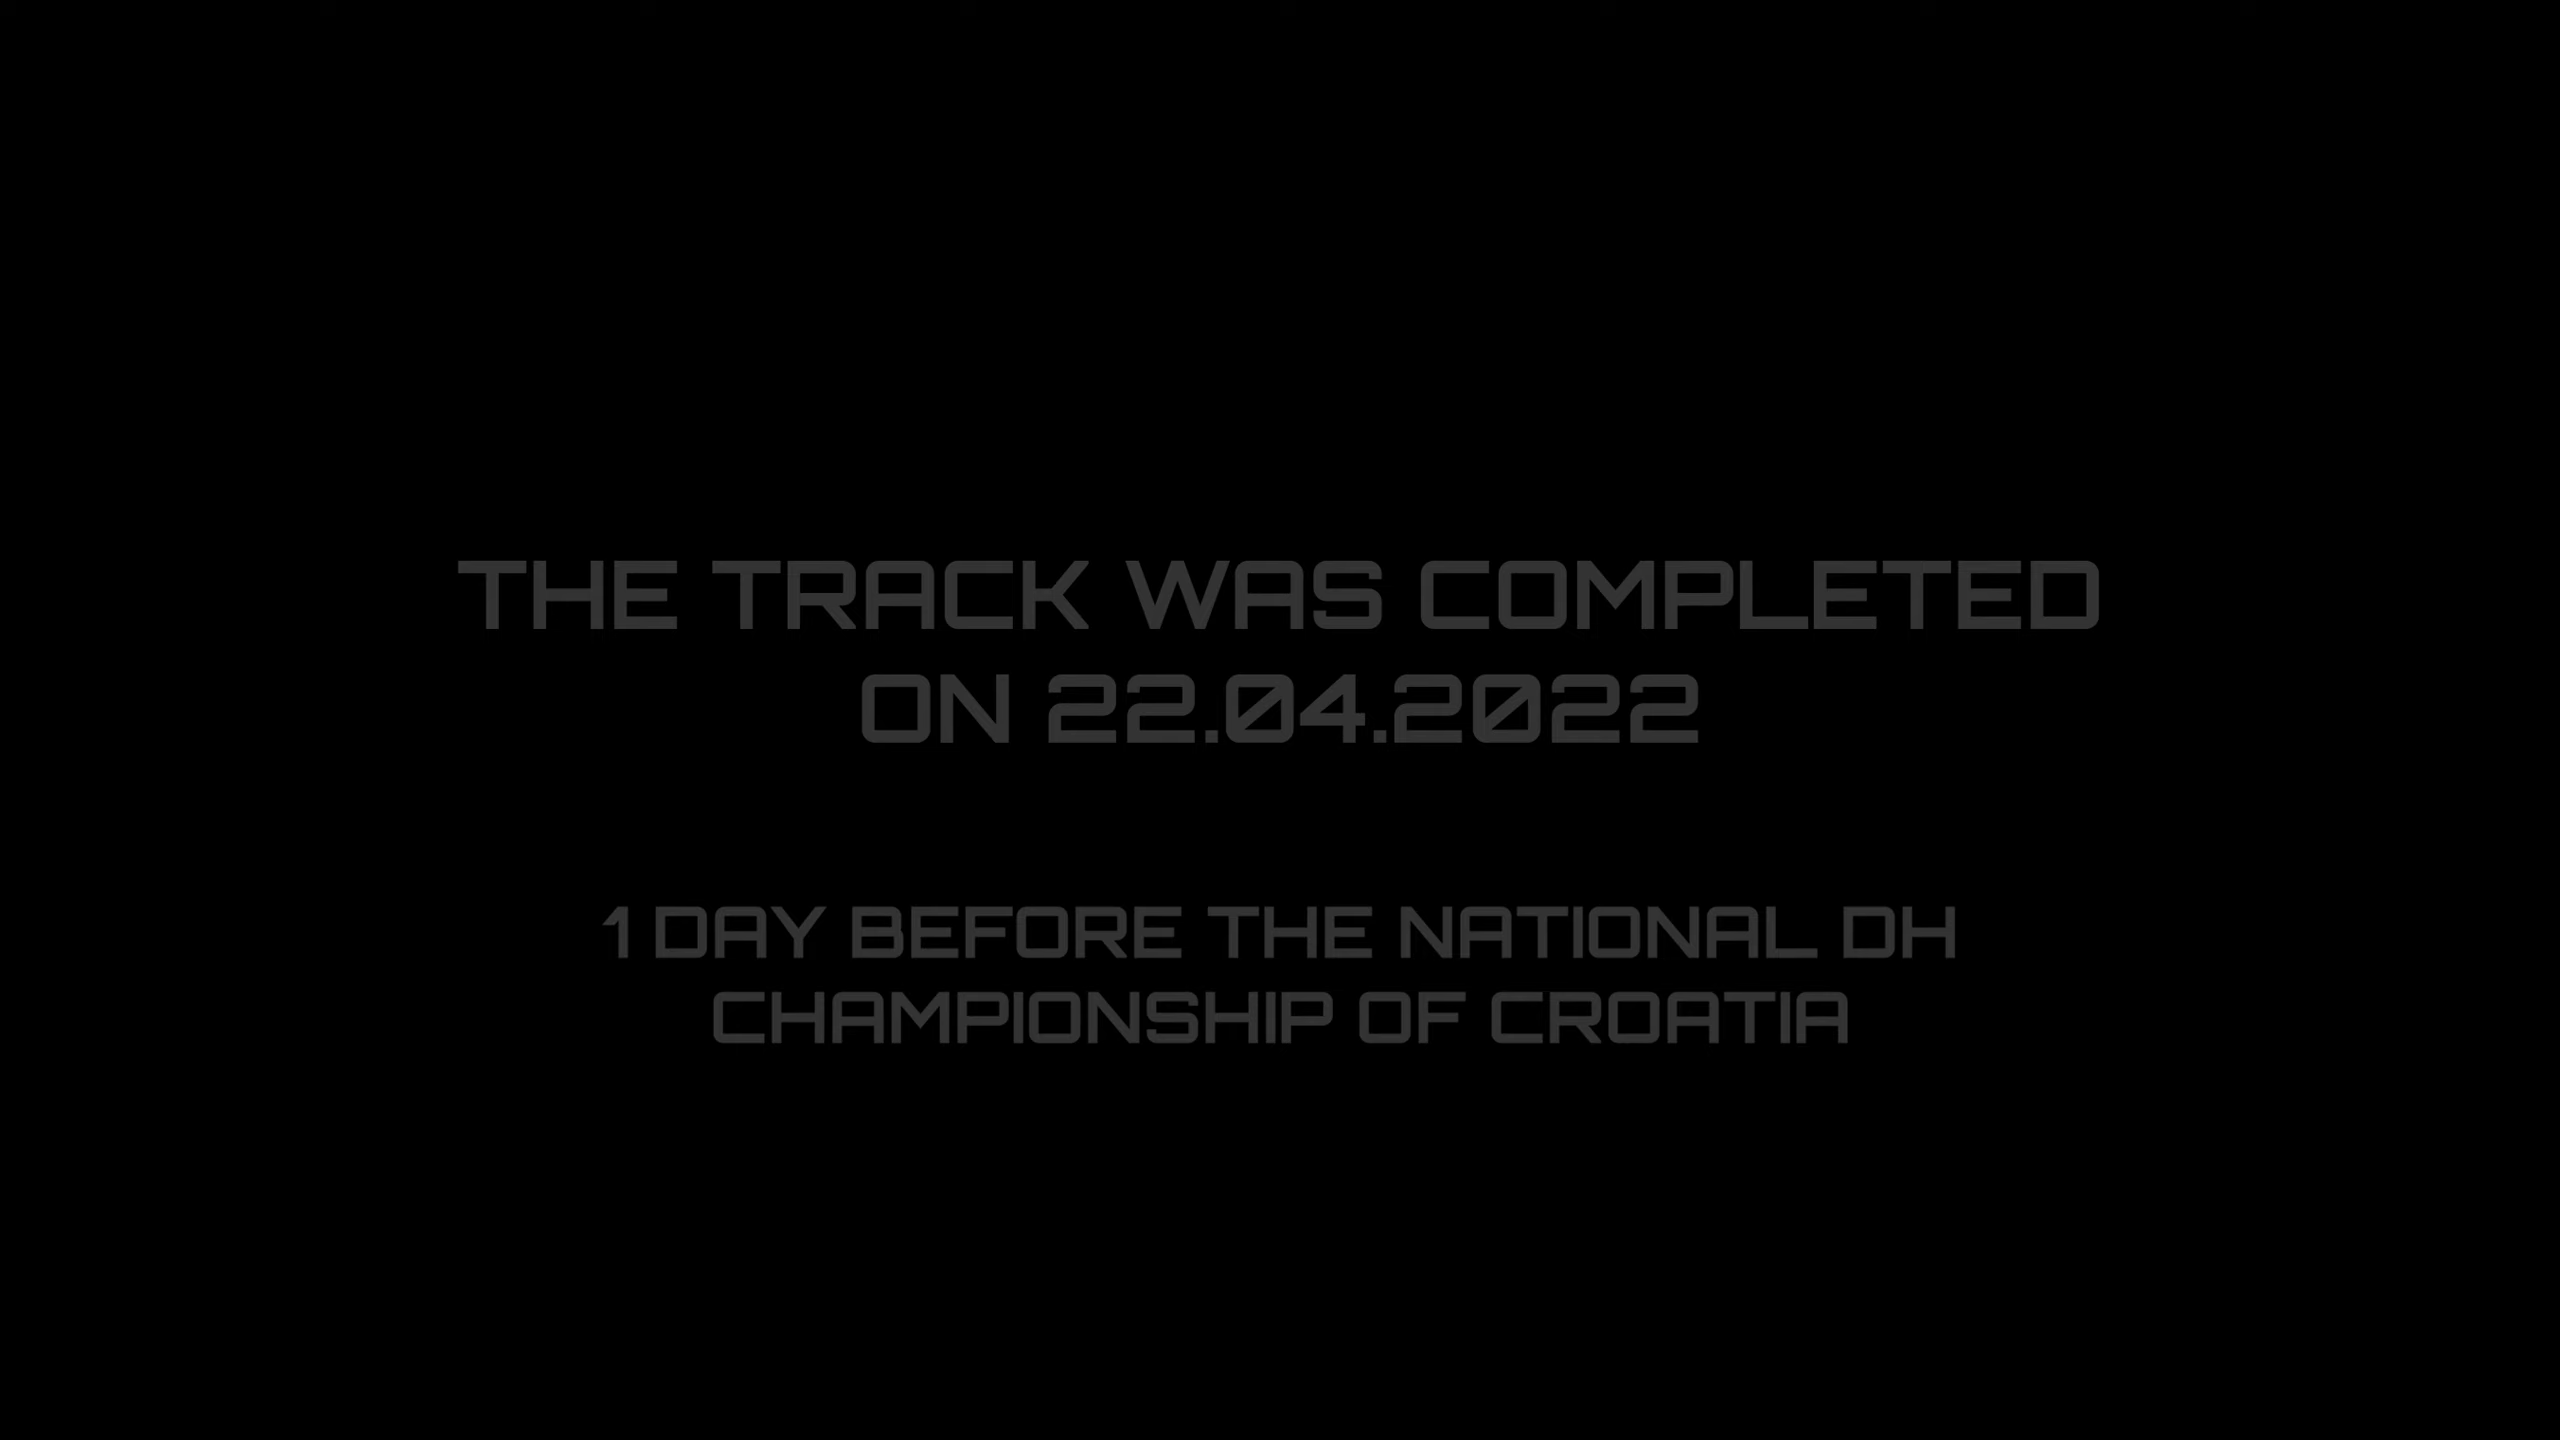 THE TRACK WAS COMPLETED
ON 22.04.2022
1 DAY BEFORE THE NATIONAL DH
CHAMPIONSHIP OF CROATIA